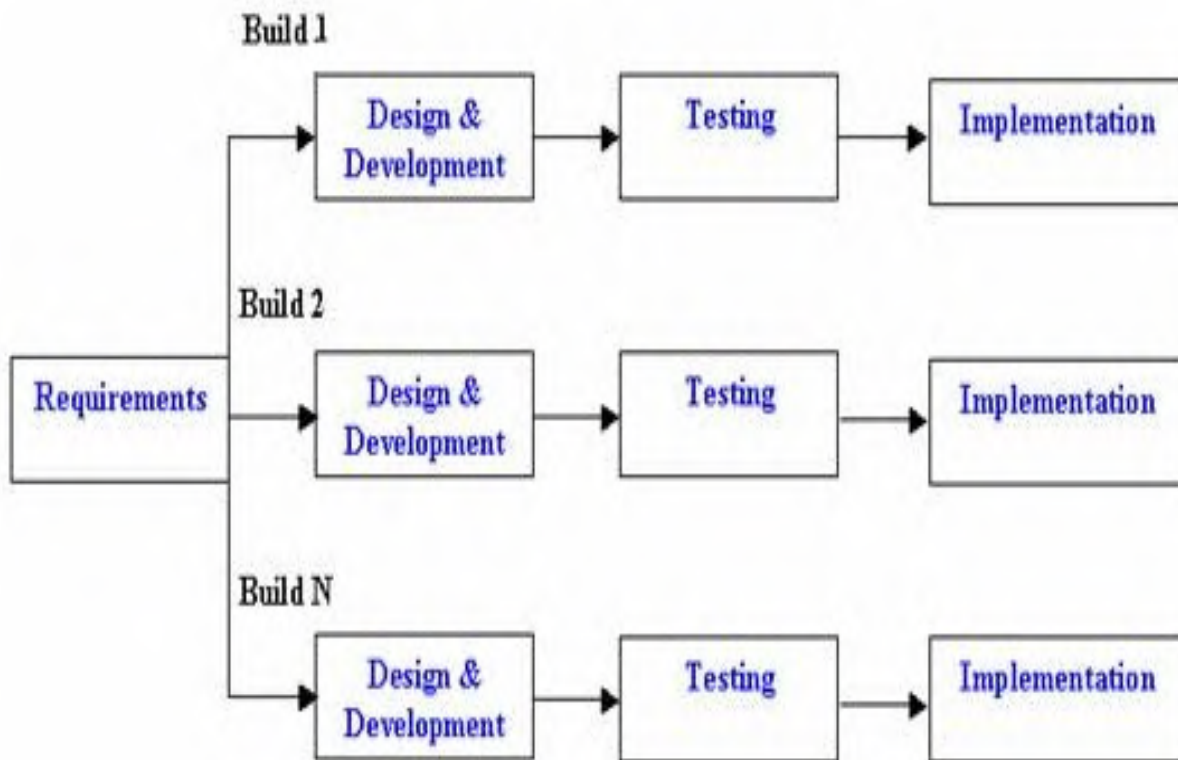 Build 1
Design &
Development
Testing
Implementation
Build 2
Requirements
Design &
Development
Testing
Implementation
Build N
Design &
Development
Testing
Implementation